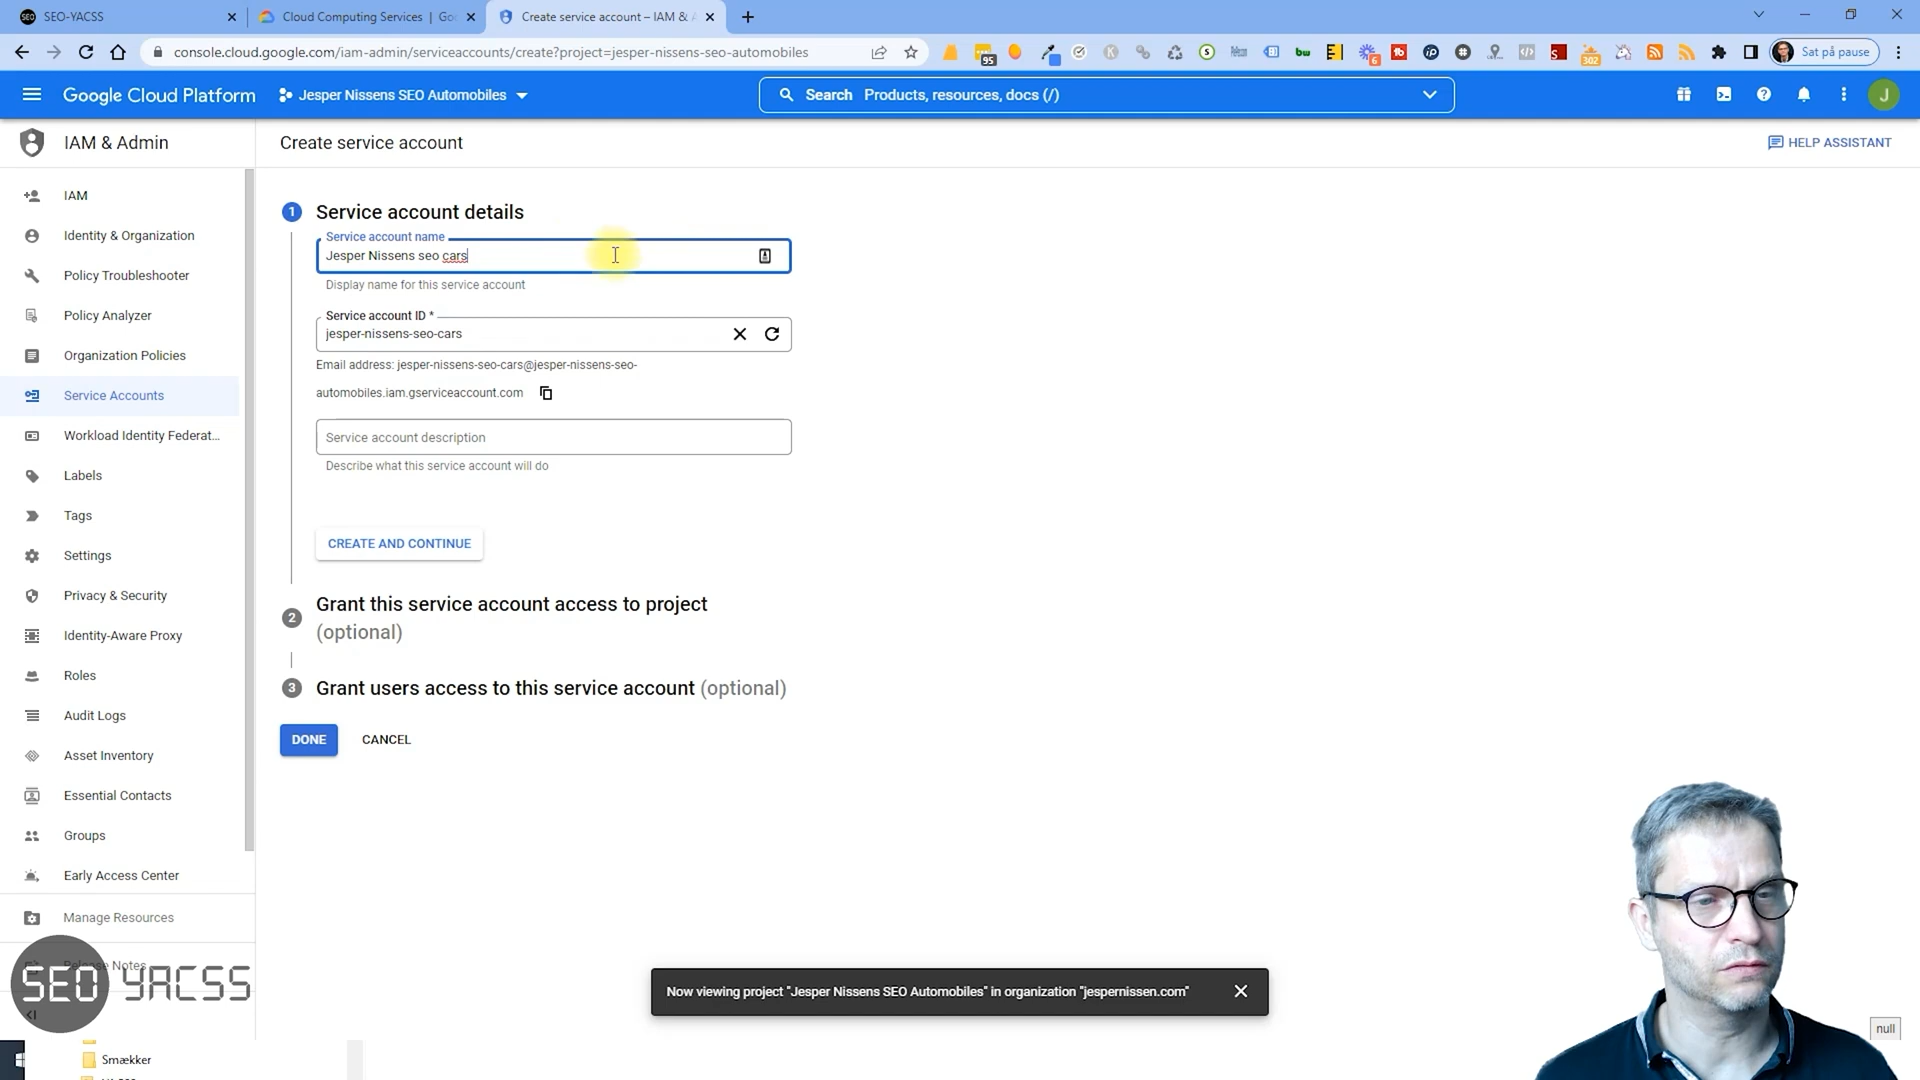 SEO-YACSS
Cloud Computing Services | Goo
Create service account – IAM & A
console.cloud.google.com/iam-admin/serviceaccounts/create?project=jesper-nissens-seo-automobiles
95
bw
6
302
Sat på pause
Google Cloud Platform
Jesper Nissens SEO Automobiles
Search Products, resources, docs (/)
J
IAM & Admin
Create service account
HELP ASSISTANT
IAM
Identity & Organization
Policy Troubleshooter
Policy Analyzer
Organization Policies
Service Accounts
Workload Identity Federat...
Labels
Tags
Settings
Privacy & Security
Identity-Aware Proxy
Roles
Audit Logs
Asset Inventory
Essential Contacts
Groups
Early Access Center
Manage Resources
Release Notes
SEO YACSS
1 Service account details
Service account name
Jesper Nissens seo cars
Display name for this service account
Service account ID *
jesper-nissens-seo-cars
Email address: jesper-nissens-seo-cars@jesper-nissens-seo-
automobiles.iam.gserviceaccount.com
Service account description
Describe what this service account will do
CREATE AND CONTINUE
2 Grant this service account access to project
(optional)
3 Grant users access to this service account (optional)
DONE
CANCEL
Now viewing project "Jesper Nissens SEO Automobiles" in organization "jespernissen.com"
null
Smækker